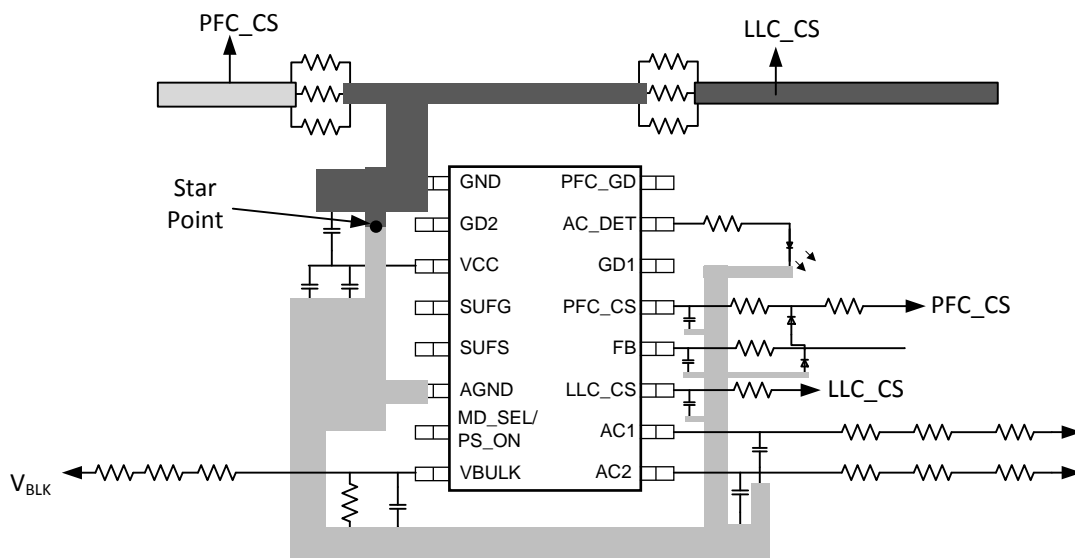 PFC_CS
LLC_CS
Star
Point
GND
GD2
VCC
SUFG
SUFS
AGND
MD_SEL/
PS_ON
VBULK
PFC_GD
AC_DET
GD1
PFC_CS
FB
LLC_CS
AC1
AC2
PFC_CS
LLC_CS
VBLK